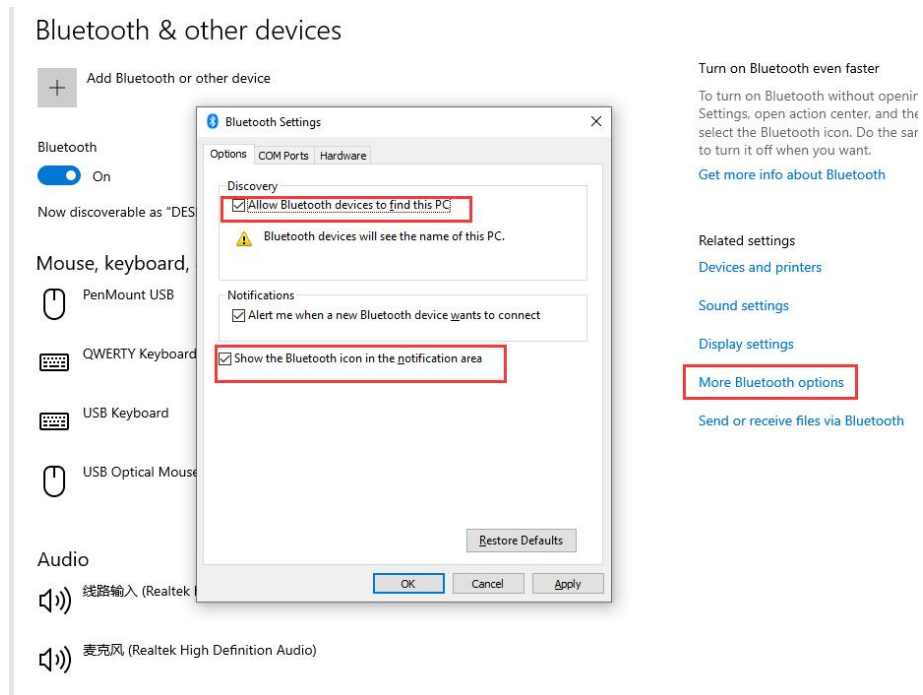 Bluetooth & other devices
Add Bluetooth or other device
Bluetooth
On
Now discoverable as "DES
Mouse, keyboard,
PenMount USB
QWERTY Keyboard
USB Keyboard
USB Optical Mouse
Audio
线路输入 (Realtek
麦克风 (Realtek High Definition Audio)
Bluetooth Settings
Options
COM Ports
Hardware
Discovery
Allow Bluetooth devices to find this PC
Bluetooth devices will see the name of this PC.
Notifications
Alert me when a new Bluetooth device wants to connect
Show the Bluetooth icon in the notification area
Restore Defaults
OK
Cancel
Apply
Turn on Bluetooth even faster
To turn on Bluetooth without
Settings, open action center, and
select the Bluetooth icon. Do the
to turn it off when you want.
Get more info about Bluetooth
Related settings
Devices and printers
Sound settings
Display settings
More Bluetooth options
Send or receive files via Bluetooth